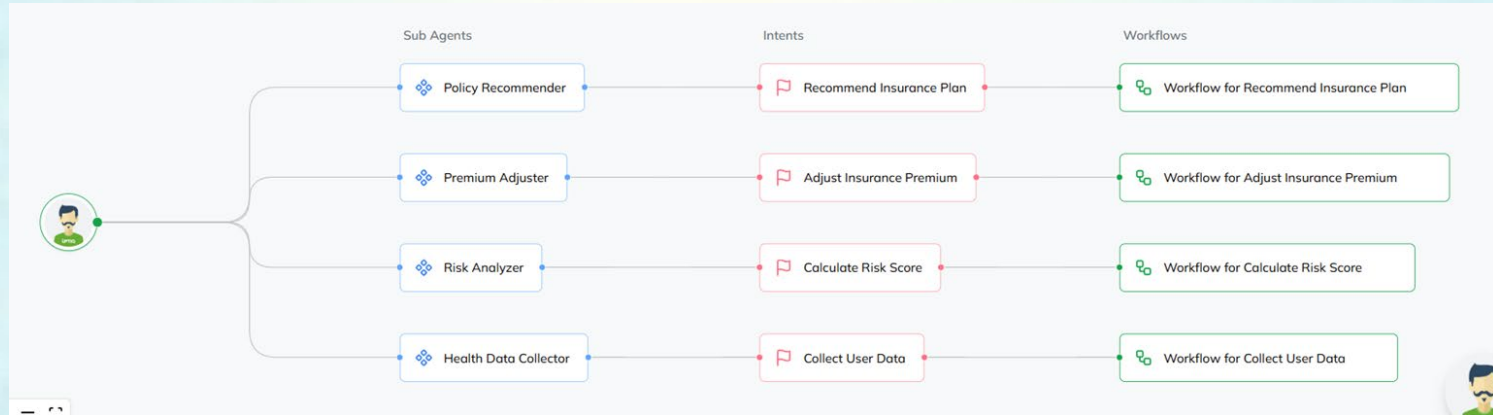 Sub Agents Intents Workflows
Policy Recommender Recommend Insurance Plan Workflow for Recommend Insurance Plan
Premium Adjuster Adjust Insurance Premium Workflow for Adjust Insurance Premium
Risk Analyzer Calculate Risk Score Workflow for Calculate Risk Score
Health Data Collector Collect User Data Workflow for Collect User Data